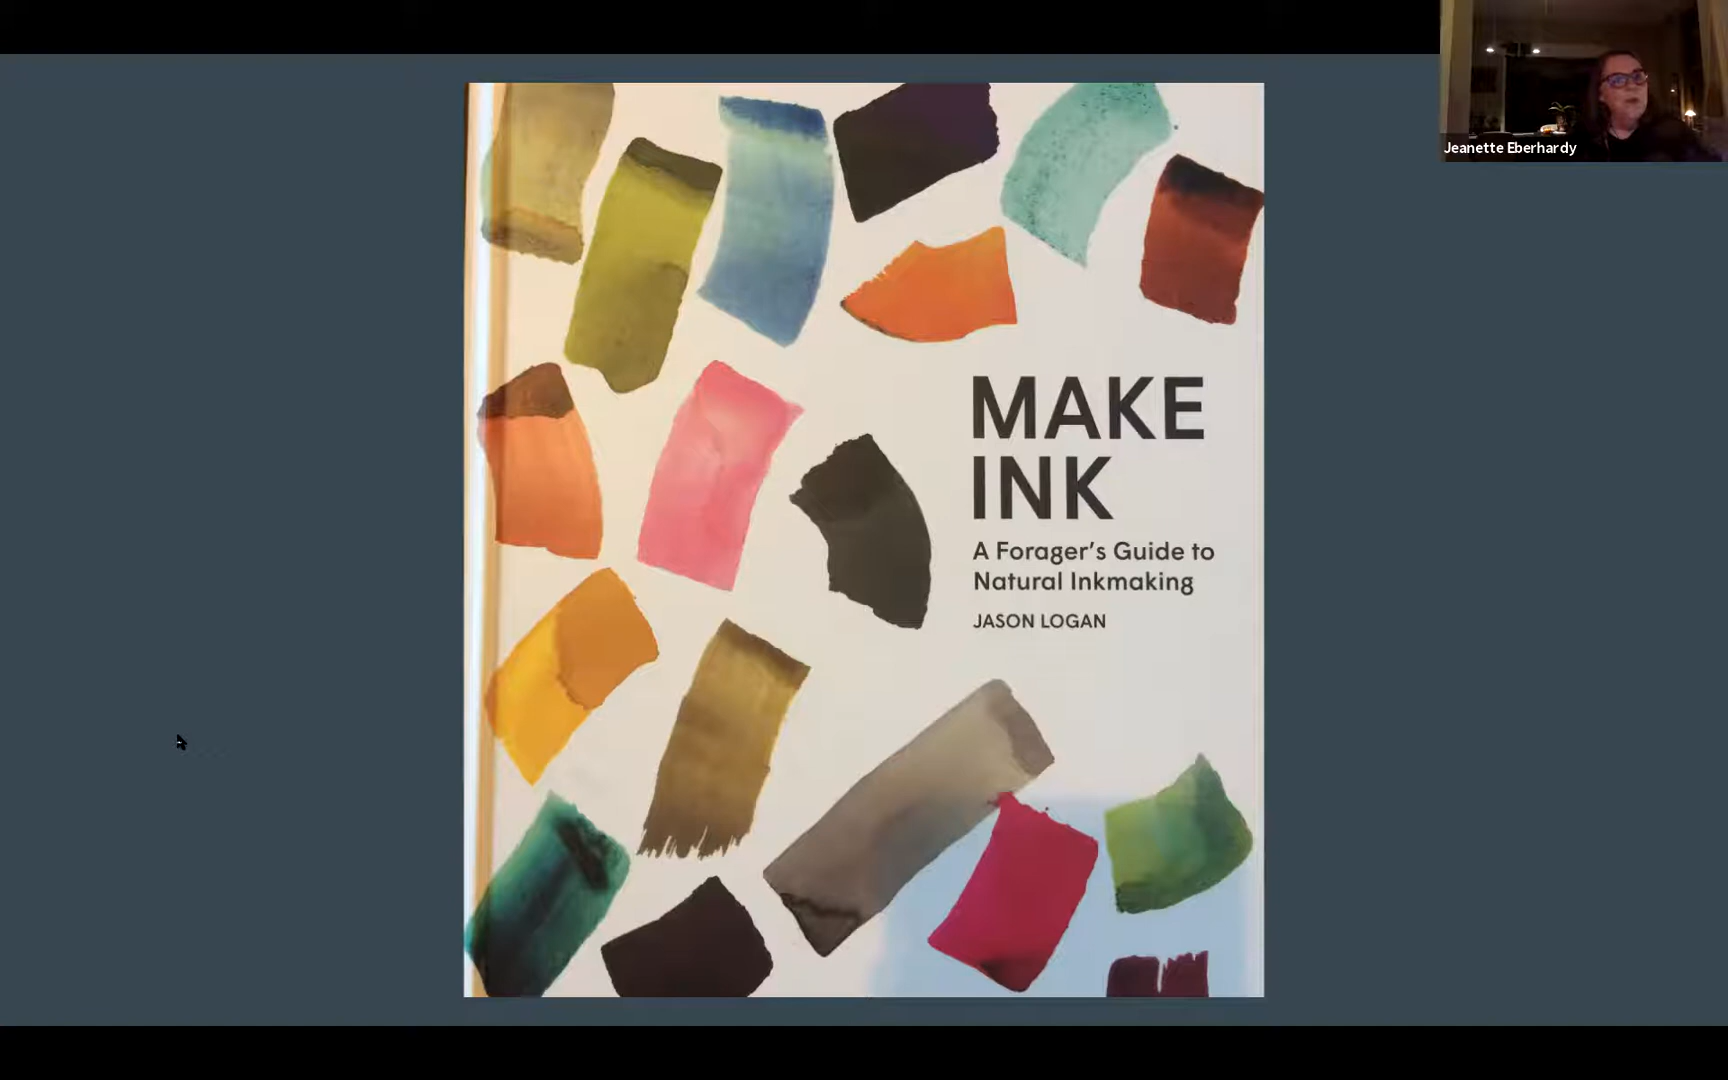 Jeanette Eberhardy
MAKE
INK
A Forager's Guide to
Natural Inkmaking
JASON LOGAN